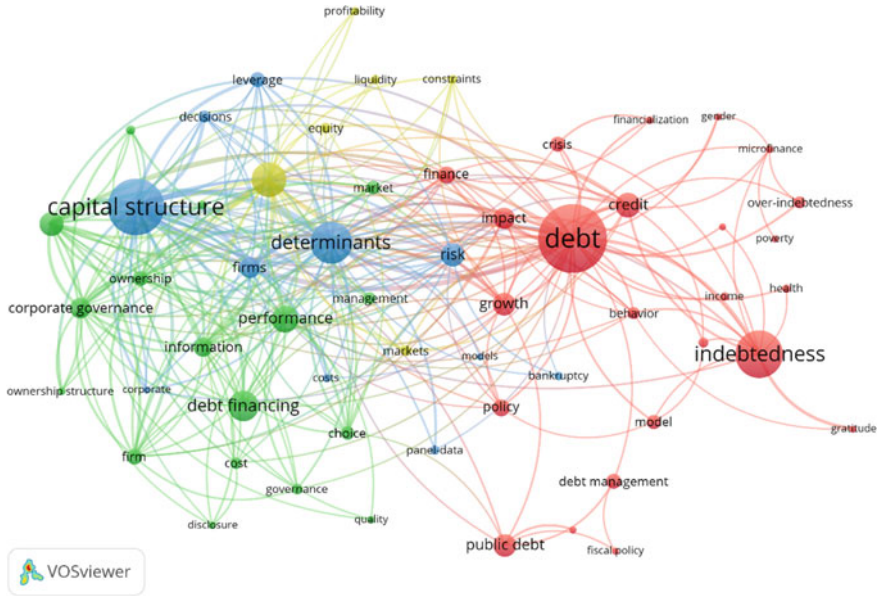 profitability
leverage
liquidity
constraints
decisions
equity
financialization
gender
crisis
microfinance
finance
market
capital structure
credit
over-indebtedness
impact
debt
determinants
poverty
risk
firms
ownership
income
health
management
corporate governance
growth
behavior
performance
information
markets
models
indebtedness
bankruptcy
costs
ownership structure
corporate
debt financing
policy
model
gratitude
choice
panel-data
firm
cost
debt management
governance
quality
disclosure
public debt
fiscal policy
VOSviewer